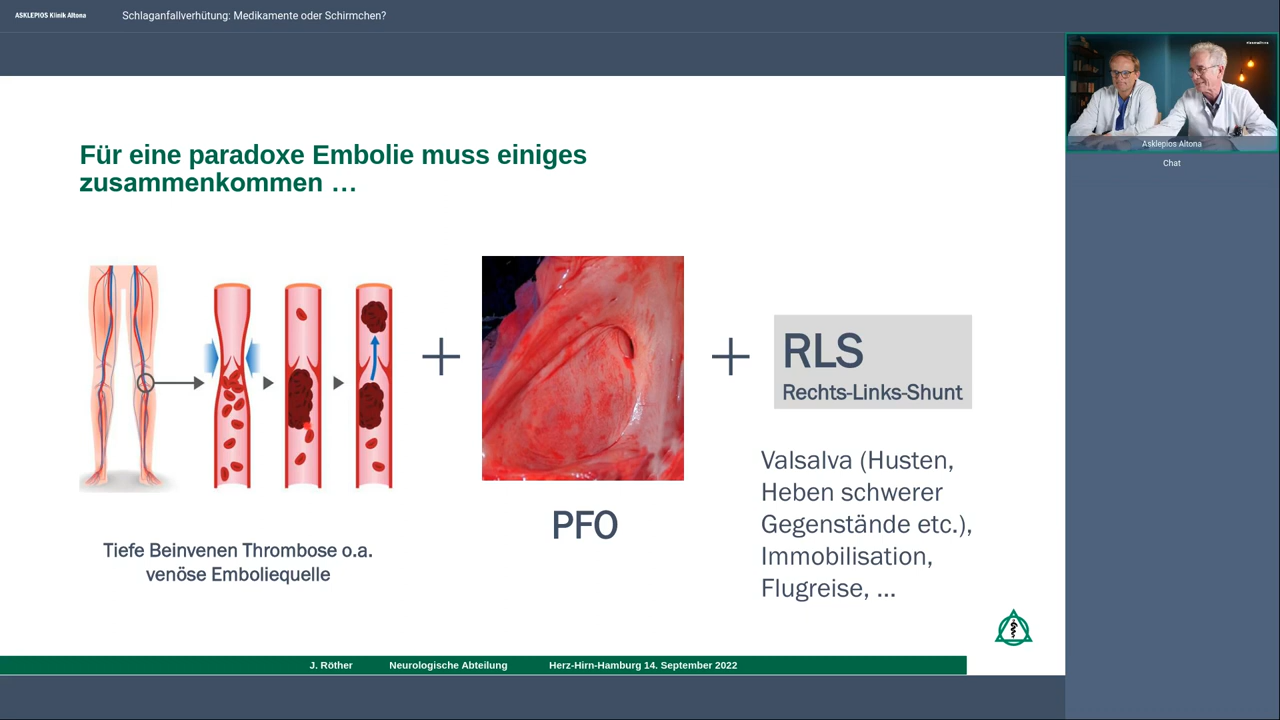 ASKLEPIOS Klinik Altona
Schlaganfallverhütung: Medikamente oder Schirmchen?
Für eine paradoxe Embolie muss einiges
zusammenkommen …
RLS
Rechts-Links-Shunt
Valsalva (Husten,
Heben schwerer
Gegenstände etc.),
Immobilisation,
Flugreise, ...
PFO
Tiefe Beinvenen Thrombose o.a.
venöse Emboliequelle
J. Röther Neurologische Abteilung Herz-Hirn-Hamburg 14. September 2022
Asklepios Altona
Chat